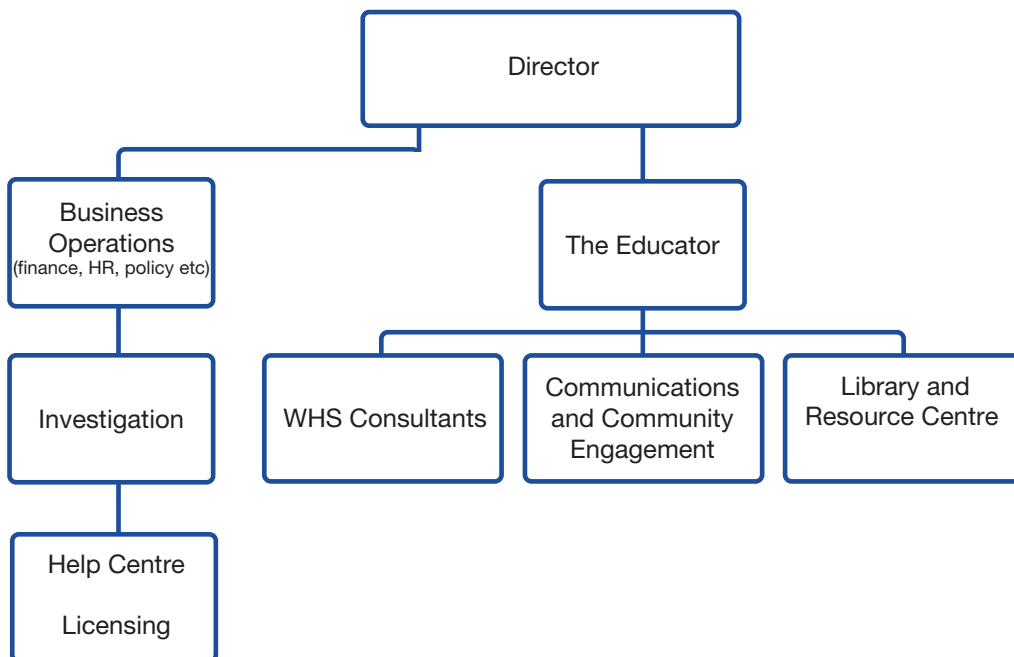 Director
Business
Operations
(finance, HR, policy etc)
The Educator
Investigation
WHS Consultants
Communications
and Community
Engagement
Library and
Resource Centre
Help Centre
Licensing